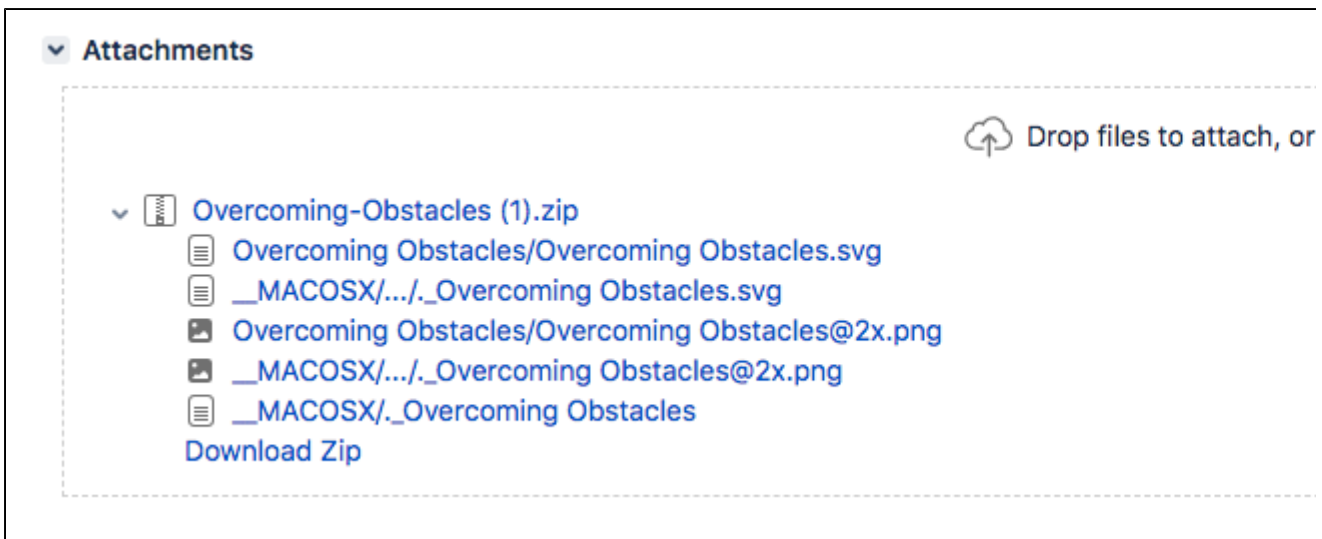 Attachments
Drop files to attach, or
Overcoming-Obstacles (1).zip
Overcoming Obstacles/Overcoming Obstacles.svg
__MACOSX/.../._Overcoming Obstacles.svg
Overcoming Obstacles/Overcoming Obstacles@2x.png
__MACOSX/.../._Overcoming Obstacles@2x.png
__MACOSX/._Overcoming Obstacles
Download Zip